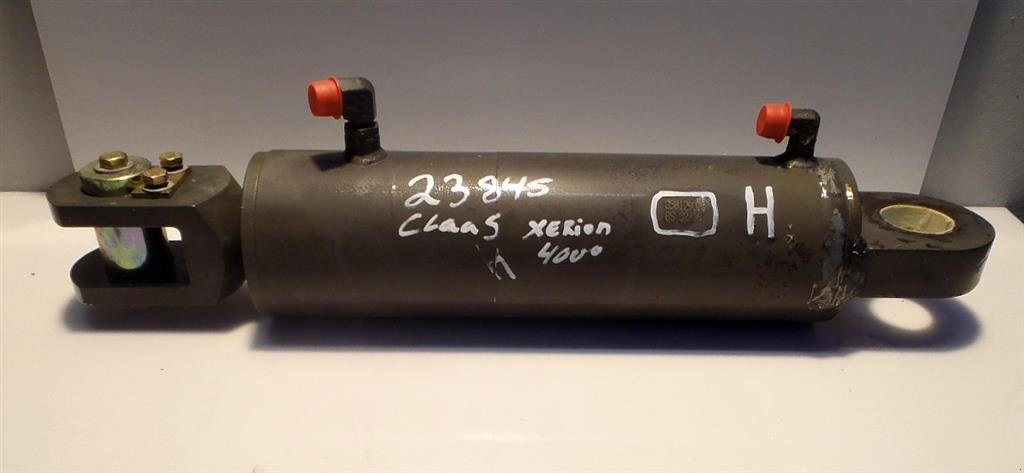 23845
CLaaS XERion
4000
H